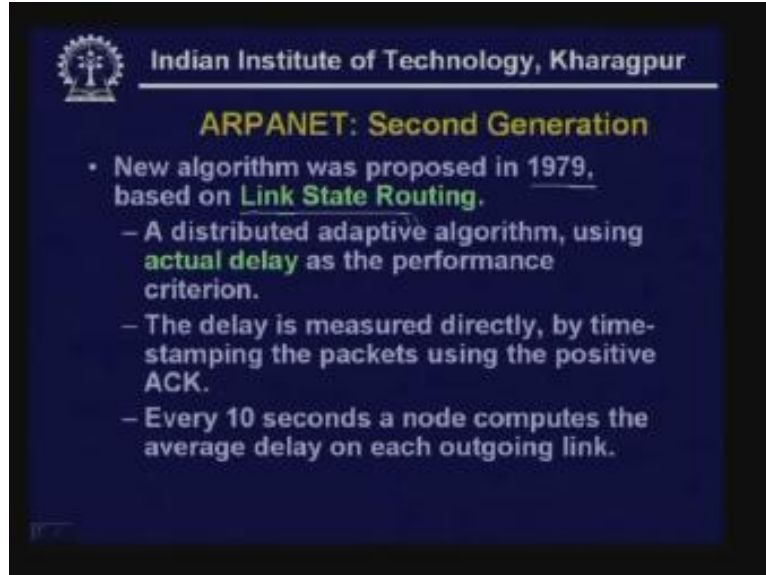 Indian Institute of Technology, Kharagpur
ARPANET: Second Generation
• New algorithm was proposed in 1979,
based on Link State Routing.
– A distributed adaptive algorithm, using
actual delay as the performance
criterion.
– The delay is measured directly, by time-
stamping the packets using the positive
ACK.
– Every 10 seconds a node computes the
average delay on each outgoing link.